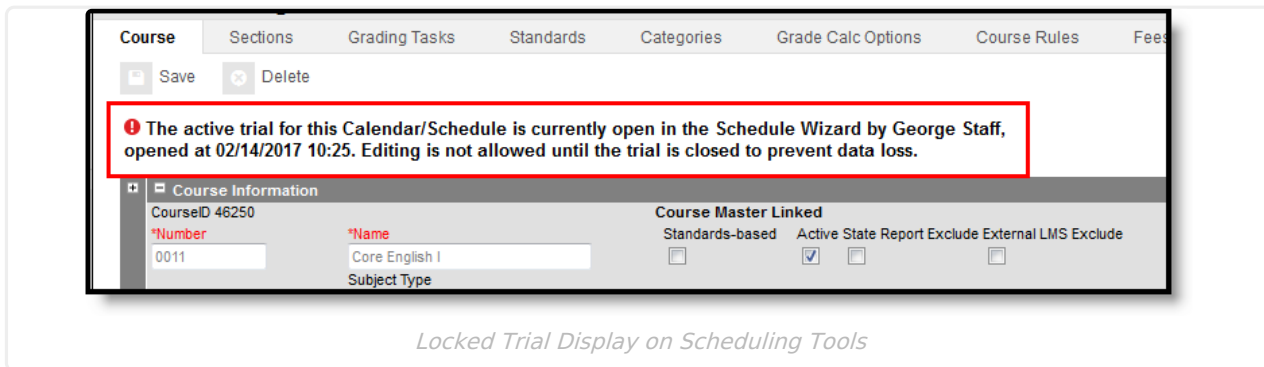 Course Sections Grading Tasks Standards Categories Grade Calc Options Course Rules Fees
Save Delete
The active trial for this Calendar/Schedule is currently open in the Schedule Wizard by George Staff,
opened at 02/14/2017 10:25. Editing is not allowed until the trial is closed to prevent data loss.
Course Information
CourseID 46250 Course Master Linked
*Number *Name Standards-based Active State Report Exclude External LMS Exclude
0011 Core English I
Subject Type
Locked Trial Display on Scheduling Tools